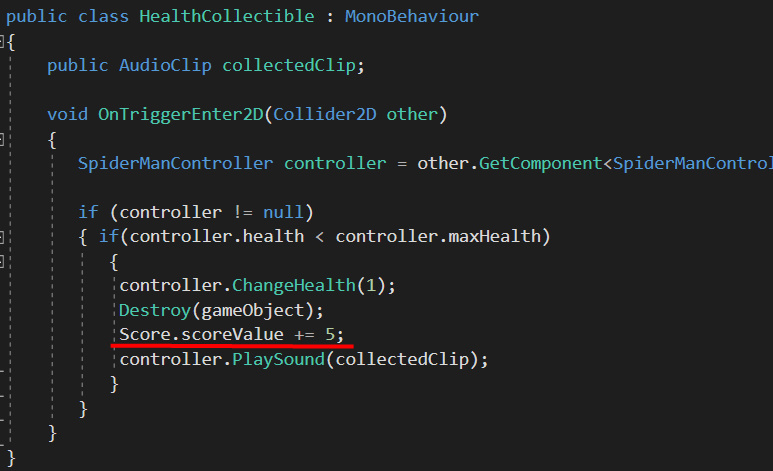 public class HealthCollectible : MonoBehaviour
{
public AudioClip collectedClip;
void OnTriggerEnter2D(Collider2D other)
{
SpiderManController controller = other.GetComponent<SpiderManContro
if (controller != null)
{ if(controller.health < controller.maxHealth)
{
controller.ChangeHealth(1);
Destroy(gameObject);
Score.scoreValue += 5;
controller.PlaySound(collectedClip);
}
}
}
}